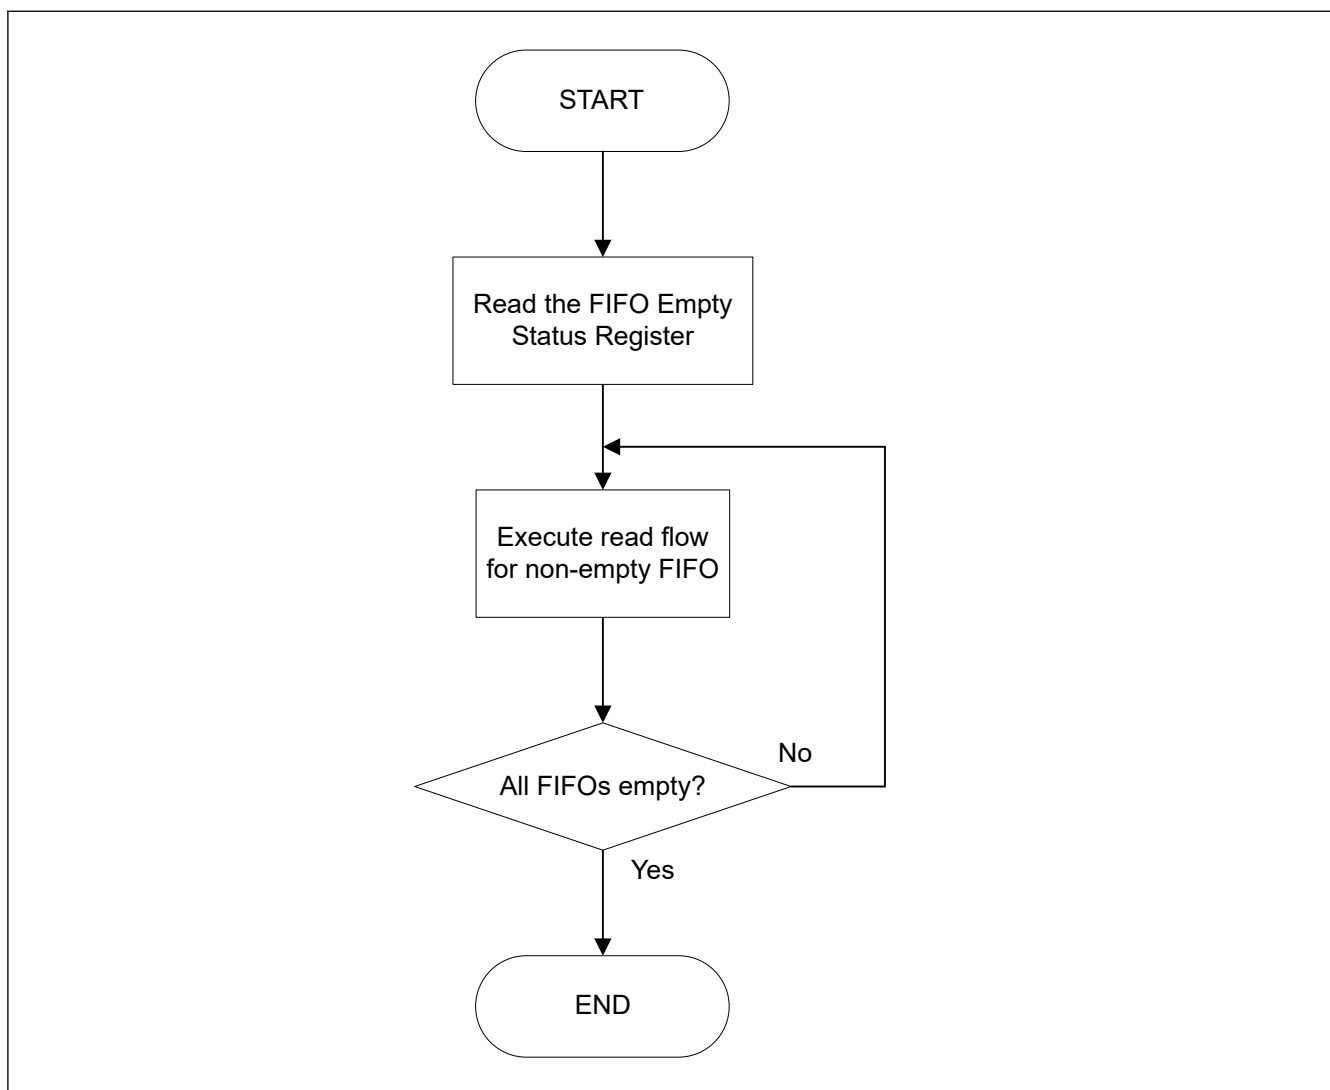 START
Read the FIFO Empty
Status Register
Execute read flow
for non-empty FIFO
No
All FIFOs empty?
Yes
END